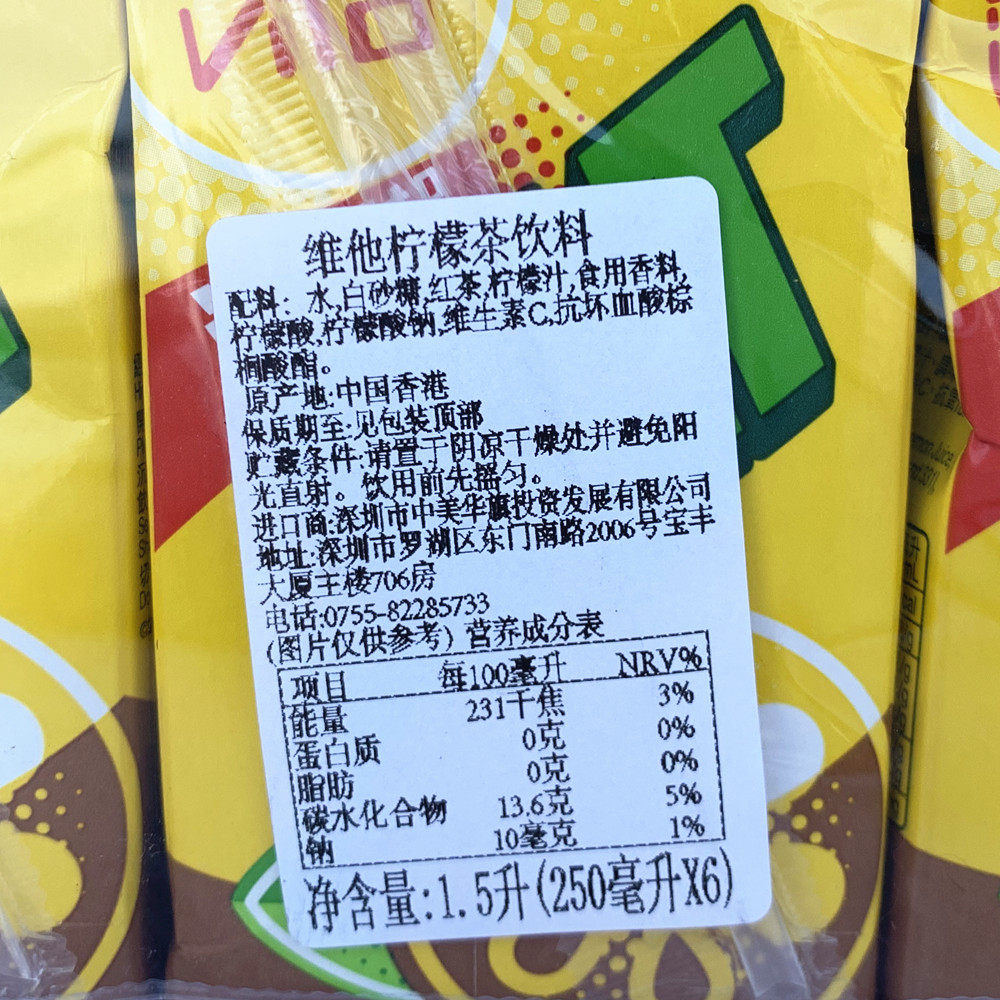 维他柠檬茶饮料
配料: 水,白砂糖,红茶,柠檬汁,食用香料,
柠檬酸,柠檬酸钠,维生素C,抗坏血酸棕
榈酸酯。
原产地:中国香港
保质期至:见包装顶部
贮藏条件:请置于阴凉干燥处并避免阳
光直射。饮用前先摇匀。
进口商:深圳市中美华旗投资发展有限公司
地址:深圳市罗湖区东门南路2006号宝丰
大厦主楼706房
电话:0755-82285733
(图片仅供参考) 营养成分表
项目 每100毫升 NRV%
能量 231千焦 3%
蛋白质 0克 0%
脂肪 0克 0%
碳水化合物 13.6克 5%
钠 10毫克 1%
净含量:1.5升(250毫升X6)